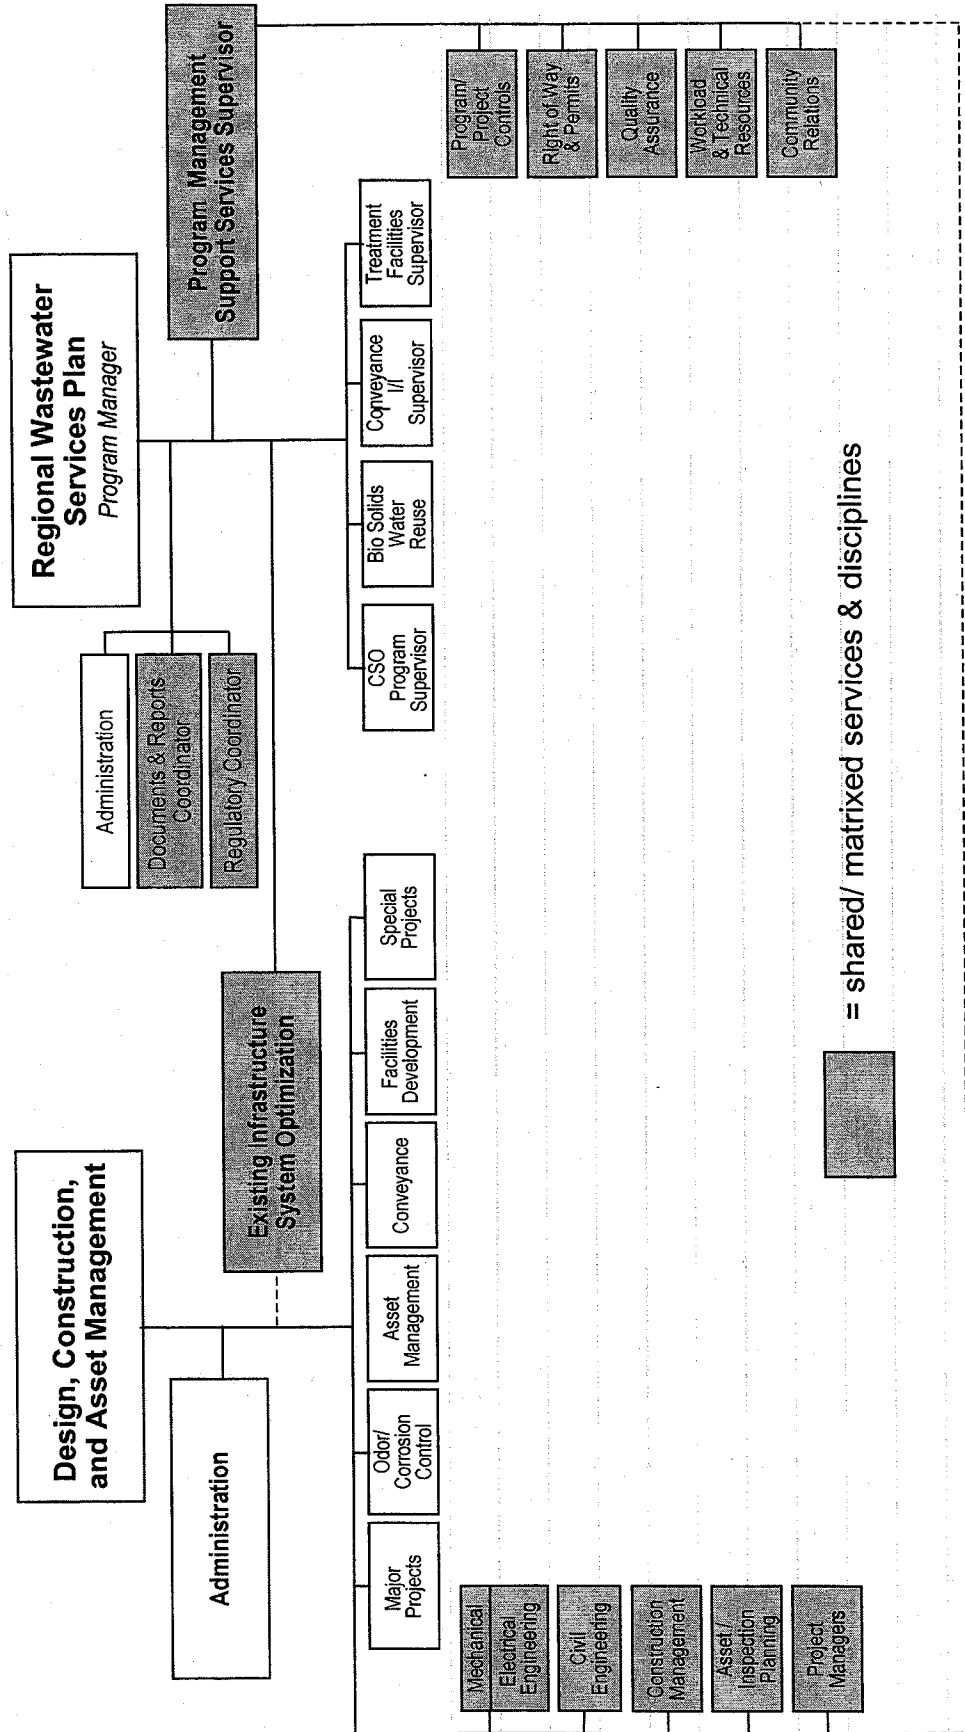 Design, Construction,
and Asset Management
Regional Wastewater
Services Plan
Program Manager
Administration
Administration
Documents & Reports
Coordinator
Regulatory Coordinator
Existing Infrastructure
System Optimization
Program Management
Support Services Supervisor
Major
Projects
Odor/
Corrosion
Control
Asset
Management
Conveyance
Facilities
Development
Special
Projects
CSO
Program
Supervisor
Bio Solids
Water
Reuse
Conveyance
I/I
Supervisor
Treatment
Facilities
Supervisor
Mechanical
Electrical
Engineering
Civil
Engineering
Construction
Management
Asset /
Inspection
Planning
Project
Managers
Program/
Project
Controls
Right of Way
& Permits
Quality
Assurance
Workload
& Technical
Resources
Community
Relations
= shared/ matrixed services & disciplines